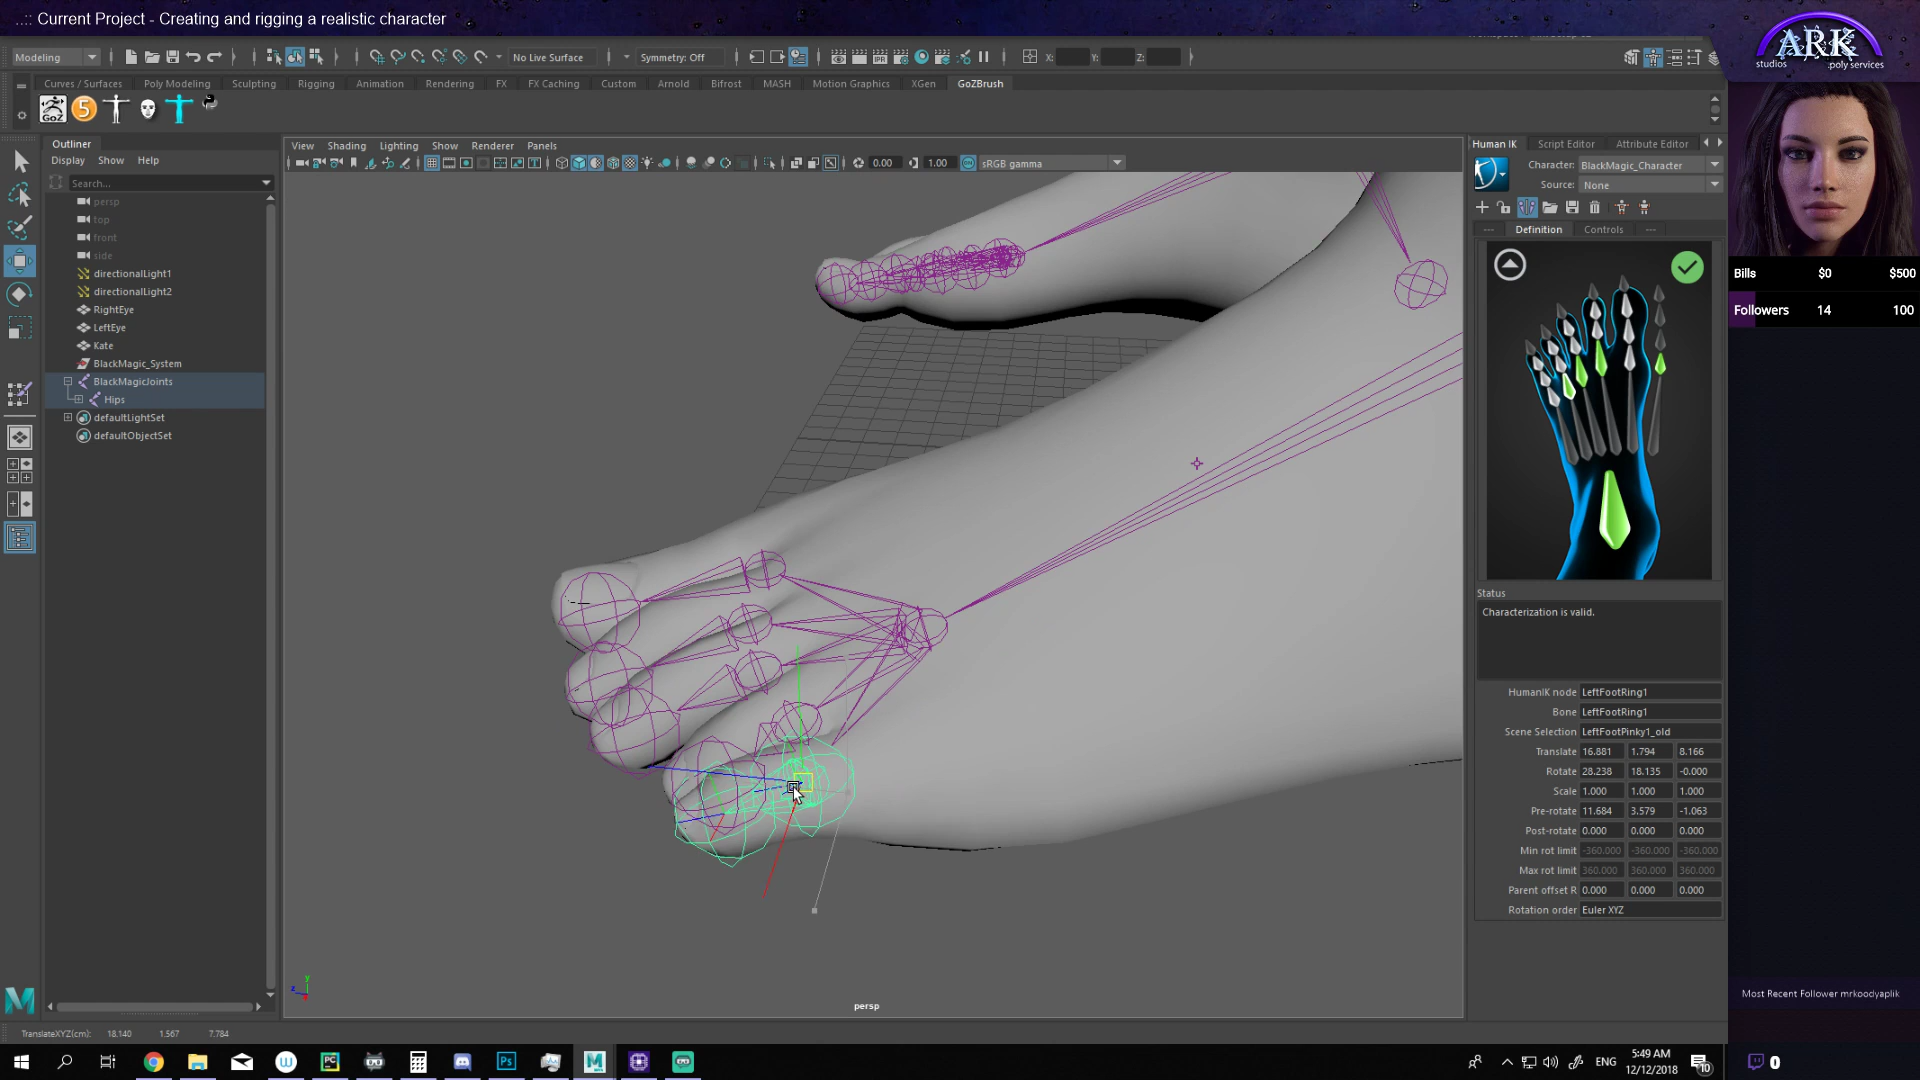 ..:: Current Project - Creating and rigging a realistic character
ARK
studios
.poly services
Modeling
No Live Surface
Symmetry: Off
X:
Y:
Z:
Curves / Surfaces
Poly Modeling
Sculpting
Rigging
Animation
Rendering
FX
FX Caching
Custom
Arnold
Bifrost
MASH
Motion Graphics
XGen
GoZBrush
GoZ
5
Outliner
Display
Show
Help
Search...
persp
top
front
side
directionalLight1
directionalLight2
RightEye
LeftEye
Kate
BlackMagic_System
BlackMagicJoints
Hips
defaultLightSet
defaultObjectSet
View
Shading
Lighting
Show
Renderer
Panels
0.00
1.00
sRGB gamma
persp
Human IK
Script Editor
Attribute Editor
Character: BlackMagic_Character
Source: None
Definition
Controls
Status
Characterization is valid.
HumanIK node LeftFootRing1
Bone LeftFootRing1
Scene Selection LeftFootPinky1_old
Translate 16.881 1.794 8.166
Rotate 28.238 18.135 -0.000
Scale 1.000 1.000 1.000
Pre-rotate 11.684 3.579 -1.063
Post-rotate 0.000 0.000 0.000
Min rot limit -360.000 -360.000 -360.000
Max rot limit 360.000 360.000 360.000
Parent offset R 0.000 0.000 0.000
Rotation order Euler XYZ
Bills $0 $500
Followers 14 100
Most Recent Follower mrkoodyaplik
TranslateXYZ(cm): 18.140 1.567 7.784
ENG
5:49 AM
12/12/2018
10
0